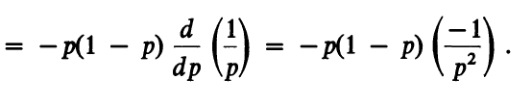 = −p(1 − p) d/dp (1/p) = −p(1 − p) (−1/p²) .